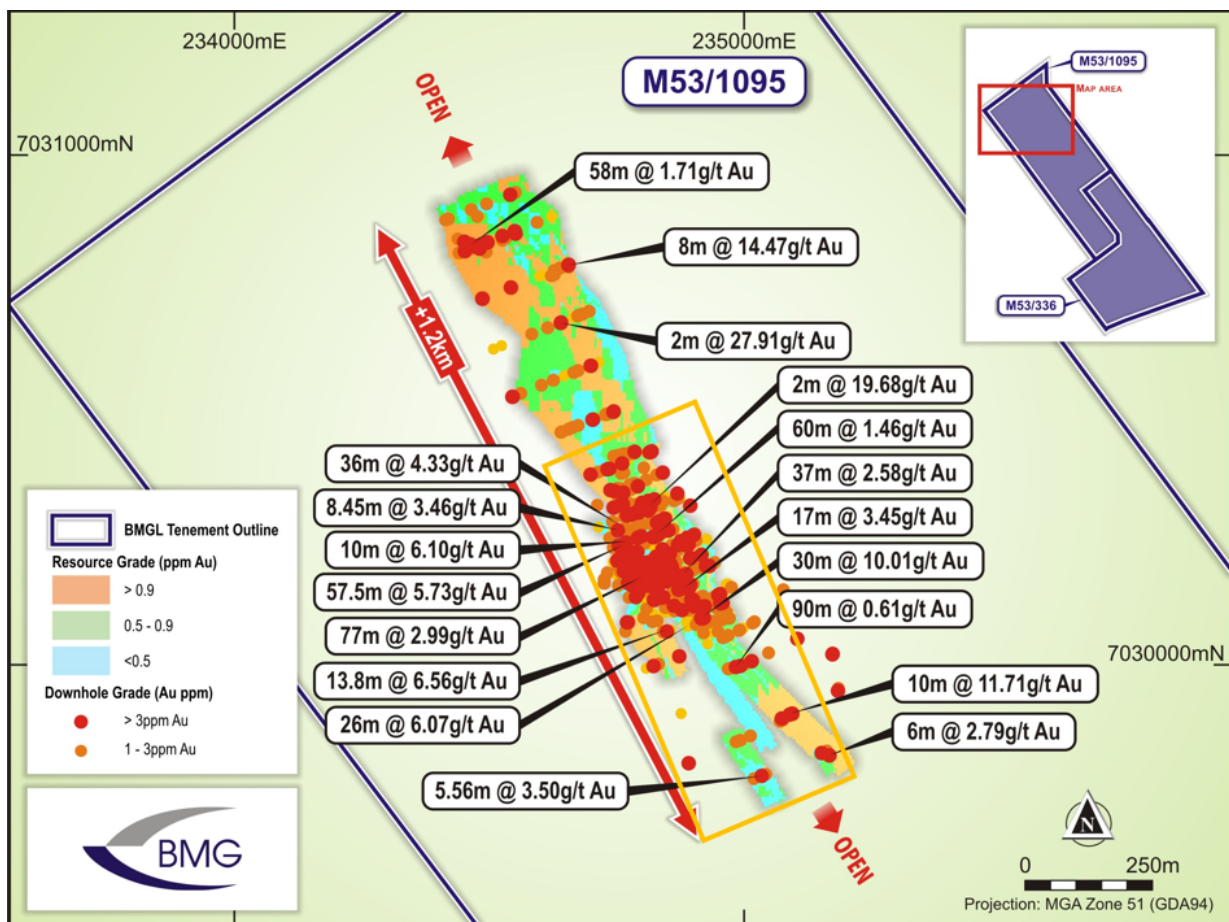 234000mE
235000mE
M53/1095
M53/1095
MAP AREA
M53/336
7031000mN
OPEN
58m @ 1.71g/t Au
8m @ 14.47g/t Au
+1.2km
2m @ 27.91g/t Au
2m @ 19.68g/t Au
60m @ 1.46g/t Au
36m @ 4.33g/t Au
37m @ 2.58g/t Au
8.45m @ 3.46g/t Au
17m @ 3.45g/t Au
10m @ 6.10g/t Au
30m @ 10.01g/t Au
57.5m @ 5.73g/t Au
90m @ 0.61g/t Au
77m @ 2.99g/t Au
7030000mN
13.8m @ 6.56g/t Au
10m @ 11.71g/t Au
26m @ 6.07g/t Au
6m @ 2.79g/t Au
5.56m @ 3.50g/t Au
OPEN
BMGL Tenement Outline
Resource Grade (ppm Au)
> 0.9
0.5 - 0.9
<0.5
Downhole Grade (Au ppm)
> 3ppm Au
1 - 3ppm Au
BMG
N
0 250m
Projection: MGA Zone 51 (GDA94)